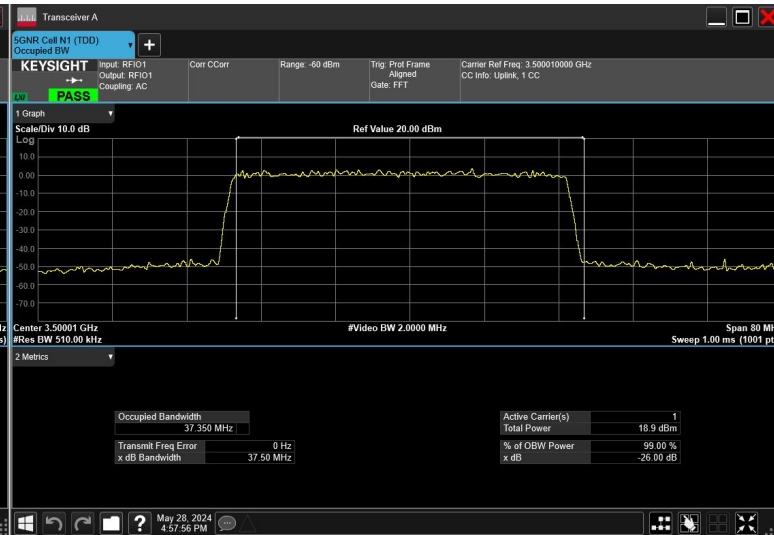 Transceiver A
5GNR Cell N1 (TDD)
Occupied BW
KEYSIGHT
LXI
PASS
Input: RFIO1
Output: RFIO1
Coupling: AC
Corr CCorr
Range: -60 dBm
Trig: Prot Frame
Aligned
Gate: FFT
Carrier Ref Freq: 3.500010000 GHz
CC Info: Uplink, 1 CC
1 Graph
Scale/Div 10.0 dB
Ref Value 20.00 dBm
Log
10.0
0.00
-10.0
-20.0
-30.0
-40.0
-50.0
-60.0
-70.0
Center 3.50001 GHz
#Video BW 2.0000 MHz
Span 80 MH
#Res BW 510.00 kHz
Sweep 1.00 ms (1001 pt
2 Metrics
Occupied Bandwidth
37.350 MHz
Transmit Freq Error 0 Hz
x dB Bandwidth 37.50 MHz
Active Carrier(s) 1
Total Power 18.9 dBm
% of OBW Power 99.00 %
x dB -26.00 dB
?
May 28, 2024
4:57:56 PM